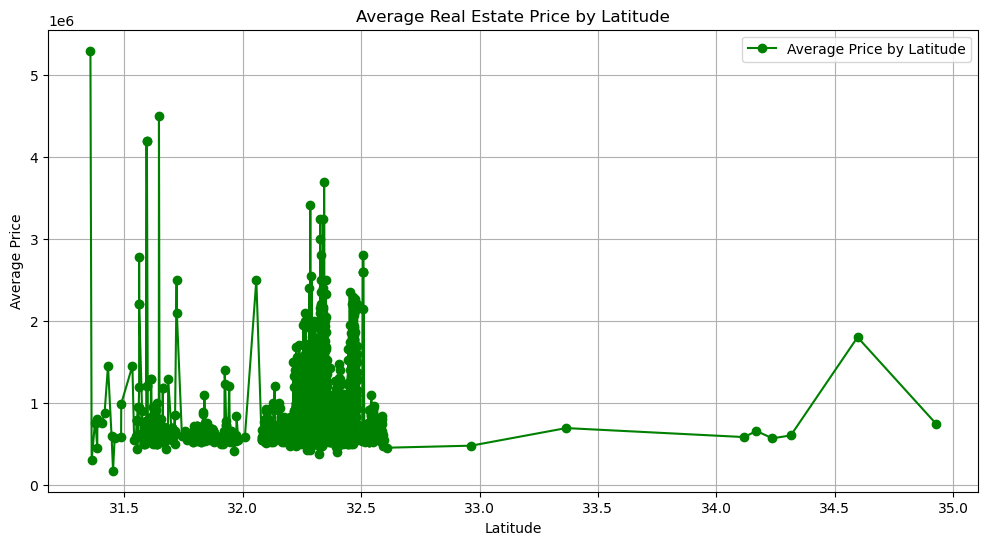 Average Real Estate Price by Latitude
1e6
Average Price by Latitude
5
4
3
2
1
0
Average Price
31.5 32.0 32.5 33.0 33.5 34.0 34.5 35.0
Latitude